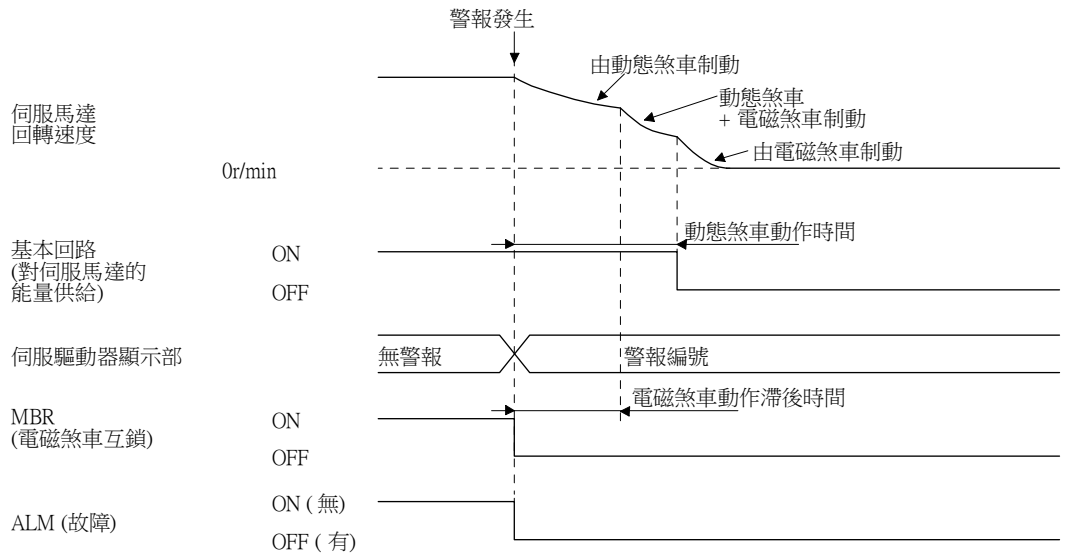 警報發生
由動態煞車制動
動態煞車
+ 電磁煞車制動
由電磁煞車制動
伺服馬達
回轉速度
0r/min
動態煞車動作時間
基本回路
(對伺服馬達的
能量供給)
ON
OFF
伺服驅動器顯示部
無警報
警報編號
電磁煞車動作滯後時間
MBR
(電磁煞車互鎖)
ON
OFF
ALM (故障)
ON ( 無)
OFF ( 有)